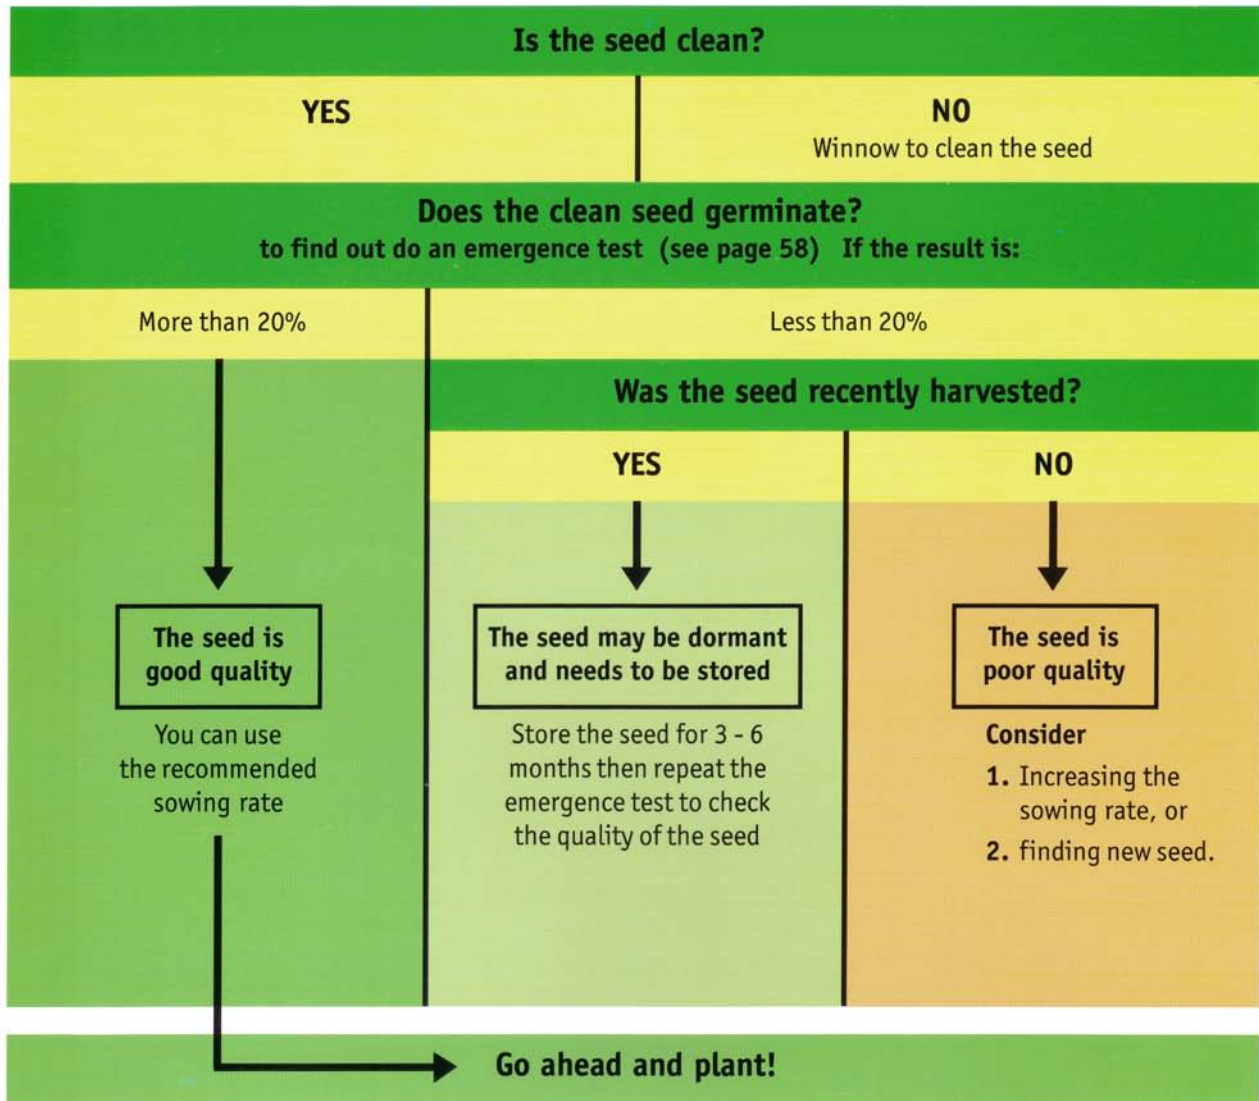 Is the seed clean?
YES
NO
Winnow to clean the seed
Does the clean seed germinate?
to find out do an emergence test (see page 58) If the result is:
More than 20%
Less than 20%
Was the seed recently harvested?
YES
NO
The seed is
good quality
You can use
the recommended
sowing rate
The seed may be dormant
and needs to be stored
Store the seed for 3 - 6
months then repeat the
emergence test to check
the quality of the seed
The seed is
poor quality
Consider
1. Increasing the
sowing rate, or
2. finding new seed.
Go ahead and plant!